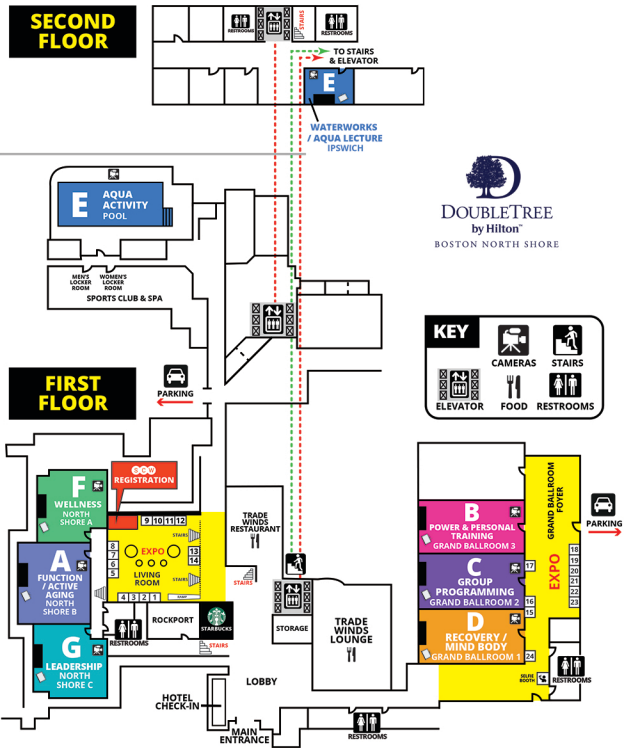 SECOND
FLOOR
RESTROOMS
STAIRS
RESTROOMS
TO STAIRS
& ELEVATOR
E
WATERWORKS
/ AQUA LECTURE
IPSWICH
E
AQUA
ACTIVITY
POOL
D
DOUBLETREE
by Hilton™
BOSTON NORTH SHORE
MEN'S
LOCKER
ROOM
WOMEN'S
LOCKER
ROOM
SPORTS CLUB & SPA
KEY
CAMERAS
STAIRS
ELEVATOR
FOOD
RESTROOMS
FIRST
FLOOR
PARKING
SCW
REGISTRATION
F
WELLNESS
NORTH
SHORE A
A
FUNCTION
/ ACTIVE
AGING
NORTH
SHORE B
G
LEADERSHIP
NORTH
SHORE C
9 10 11 12
STAIRS
8
7
6
5
EXPO
LIVING
ROOM
13
14
STAIRS
4 3 2 1
START
RESTROOMS
ROCKPORT
STARBUCKS
STAIRS
TRADE
WINDS
RESTAURANT
STAIRS
STORAGE
TRADE
WINDS
LOUNGE
LOBBY
HOTEL
CHECK-IN
MAIN
ENTRANCE
RESTROOMS
B
POWER & PERSONAL
TRAINING
GRAND BALLROOM 3
C
GROUP
PROGRAMMING
GRAND BALLROOM 2
D
RECOVERY /
MIND BODY
GRAND BALLROOM 1
GRAND BALLROOM
FOYER
EXPO
17
16
15
24
18
19
20
21
22
23
SELFIE
BOOTH
RESTROOMS
PARKING